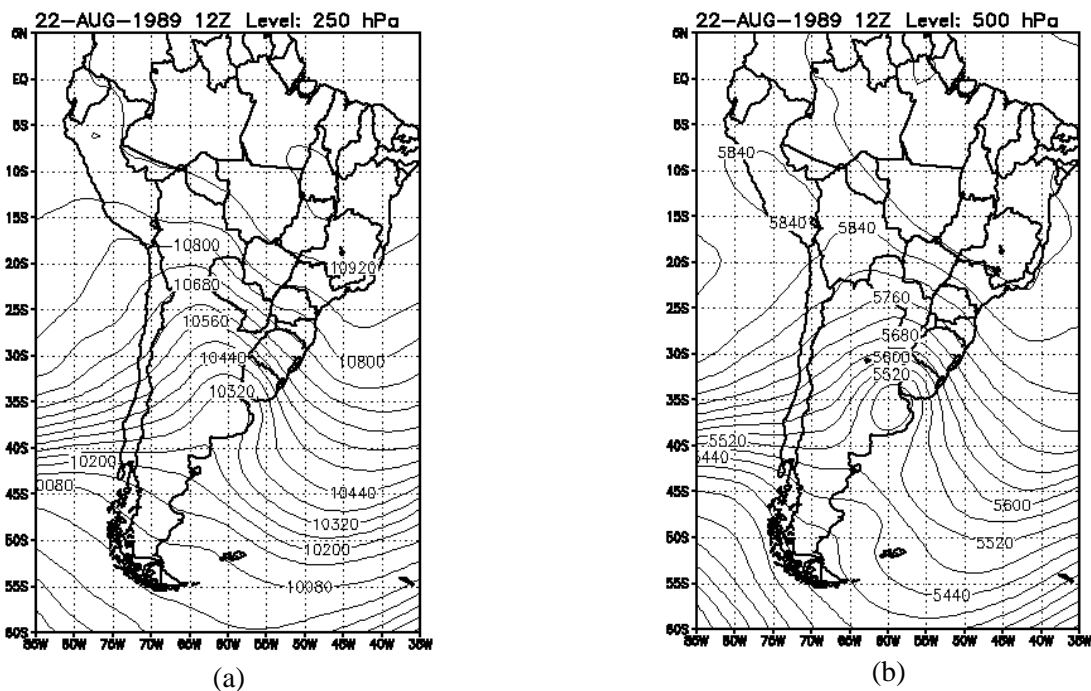 22-AUG-1989 12Z Level: 250 hPa
5N
EQ
5S
10S
15S
20S
25S
30S
35S
40S
45S
50S
55S
60S
85W 80W 75W 70W 65W 60W 55W 50W 45W 40W 35W
10800
10920
10680
10560
10440
10800
10320
10200
10080
10440
10320
10200
10080
(a)
22-AUG-1989 12Z Level: 500 hPa
5N
EQ
5S
10S
15S
20S
25S
30S
35S
40S
45S
50S
55S
60S
85W 80W 75W 70W 65W 60W 55W 50W 45W 40W 35W
5840
5840
5840
5760
5680
5600
5520
5520
5440
5600
5520
5440
(b)